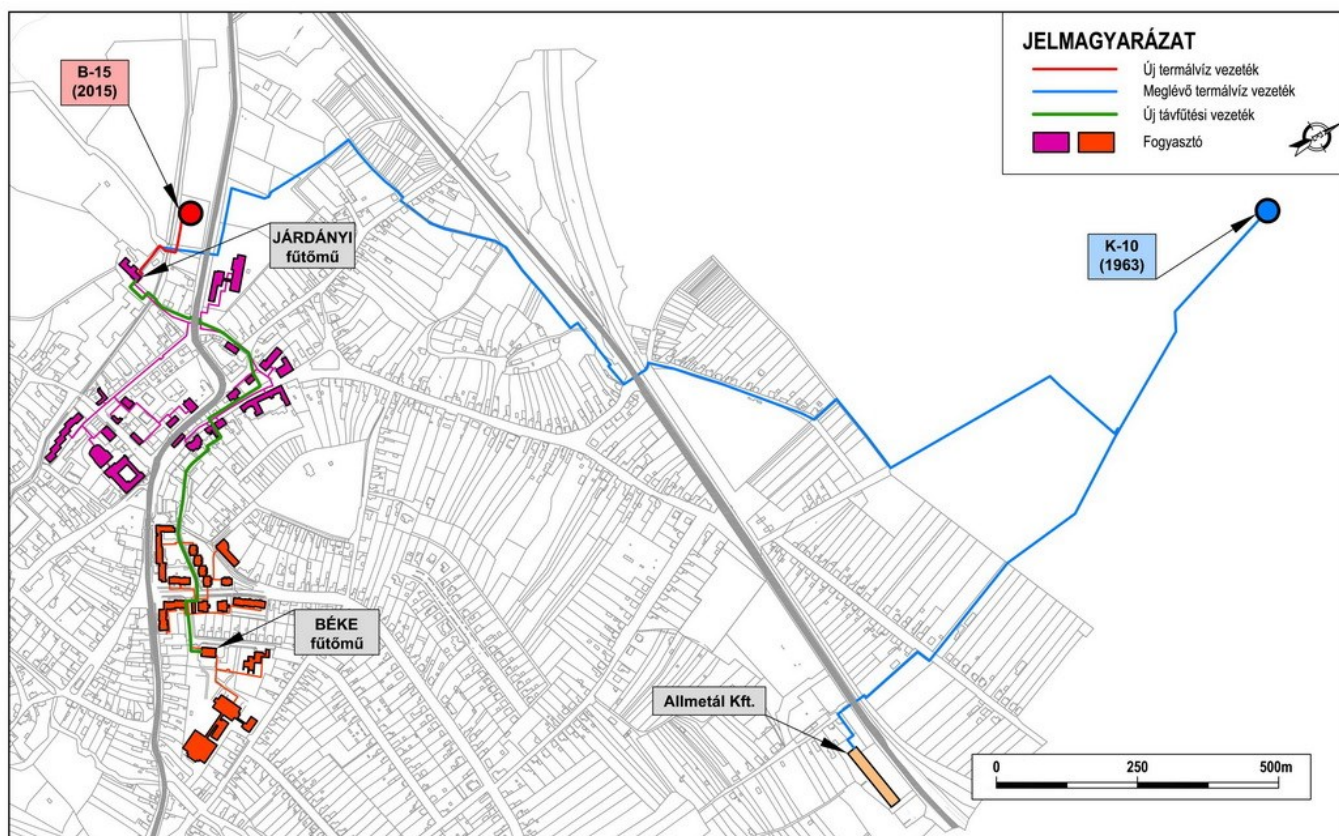 JELMAGYARÁZAT
Új termálvíz vezeték
Meglévő termálvíz vezeték
Új távfűtési vezeték
Fogyasztó
B-15
(2015)
JÁRDÁNYI
fűtőmű
K-10
(1963)
BÉKE
fűtőmű
Allmetál Kft.
0 250 500m